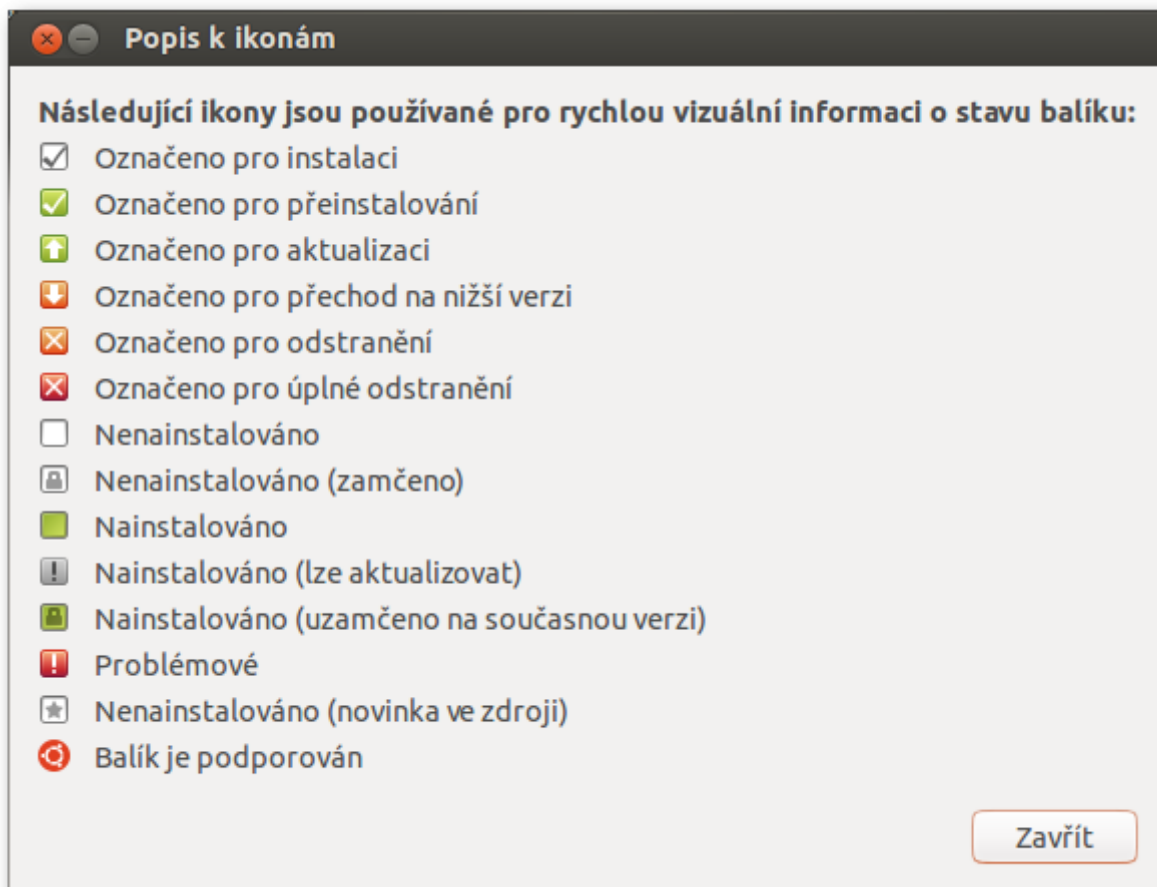 Popis k ikonám
Následující ikony jsou používané pro rychlou vizuální informaci o stavu balíku:
Označeno pro instalaci
Označeno pro přeinstalování
Označeno pro aktualizaci
Označeno pro přechod na nižší verzi
Označeno pro odstranění
Označeno pro úplné odstranění
Nenainstalováno
Nenainstalováno (zamčeno)
Nainstalováno
Nainstalováno (lze aktualizovat)
Nainstalováno (uzamčeno na současnou verzi)
Problémové
Nenainstalováno (novinka ve zdroji)
Balík je podporován
Zavřít